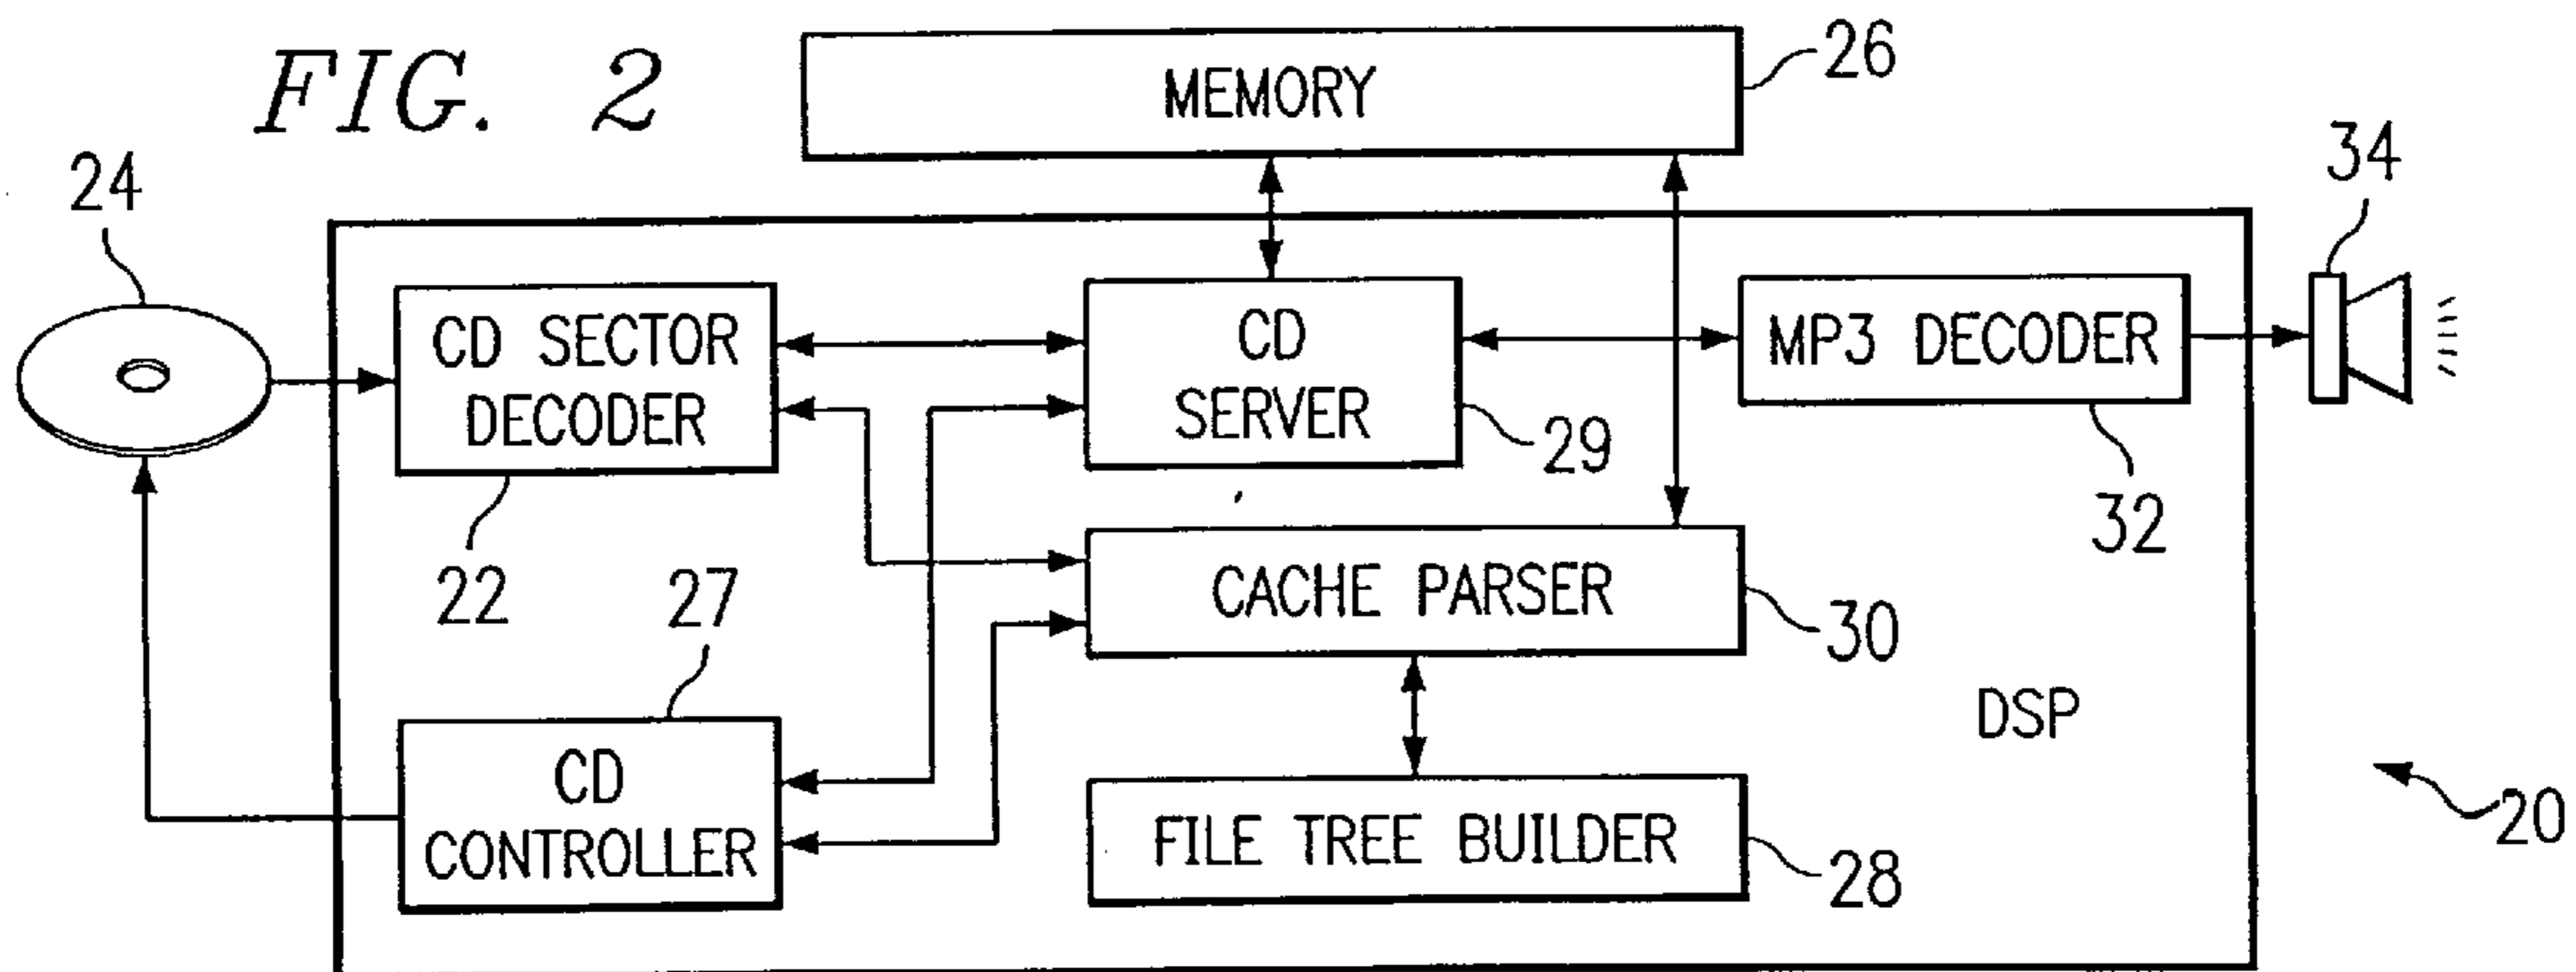 FIG. 2
MEMORY
26
24
34
CD SECTOR
DECODER
22
CD
SERVER
29
MP3 DECODER
32
CACHE PARSER
30
27
CD
CONTROLLER
FILE TREE BUILDER
28
DSP
20